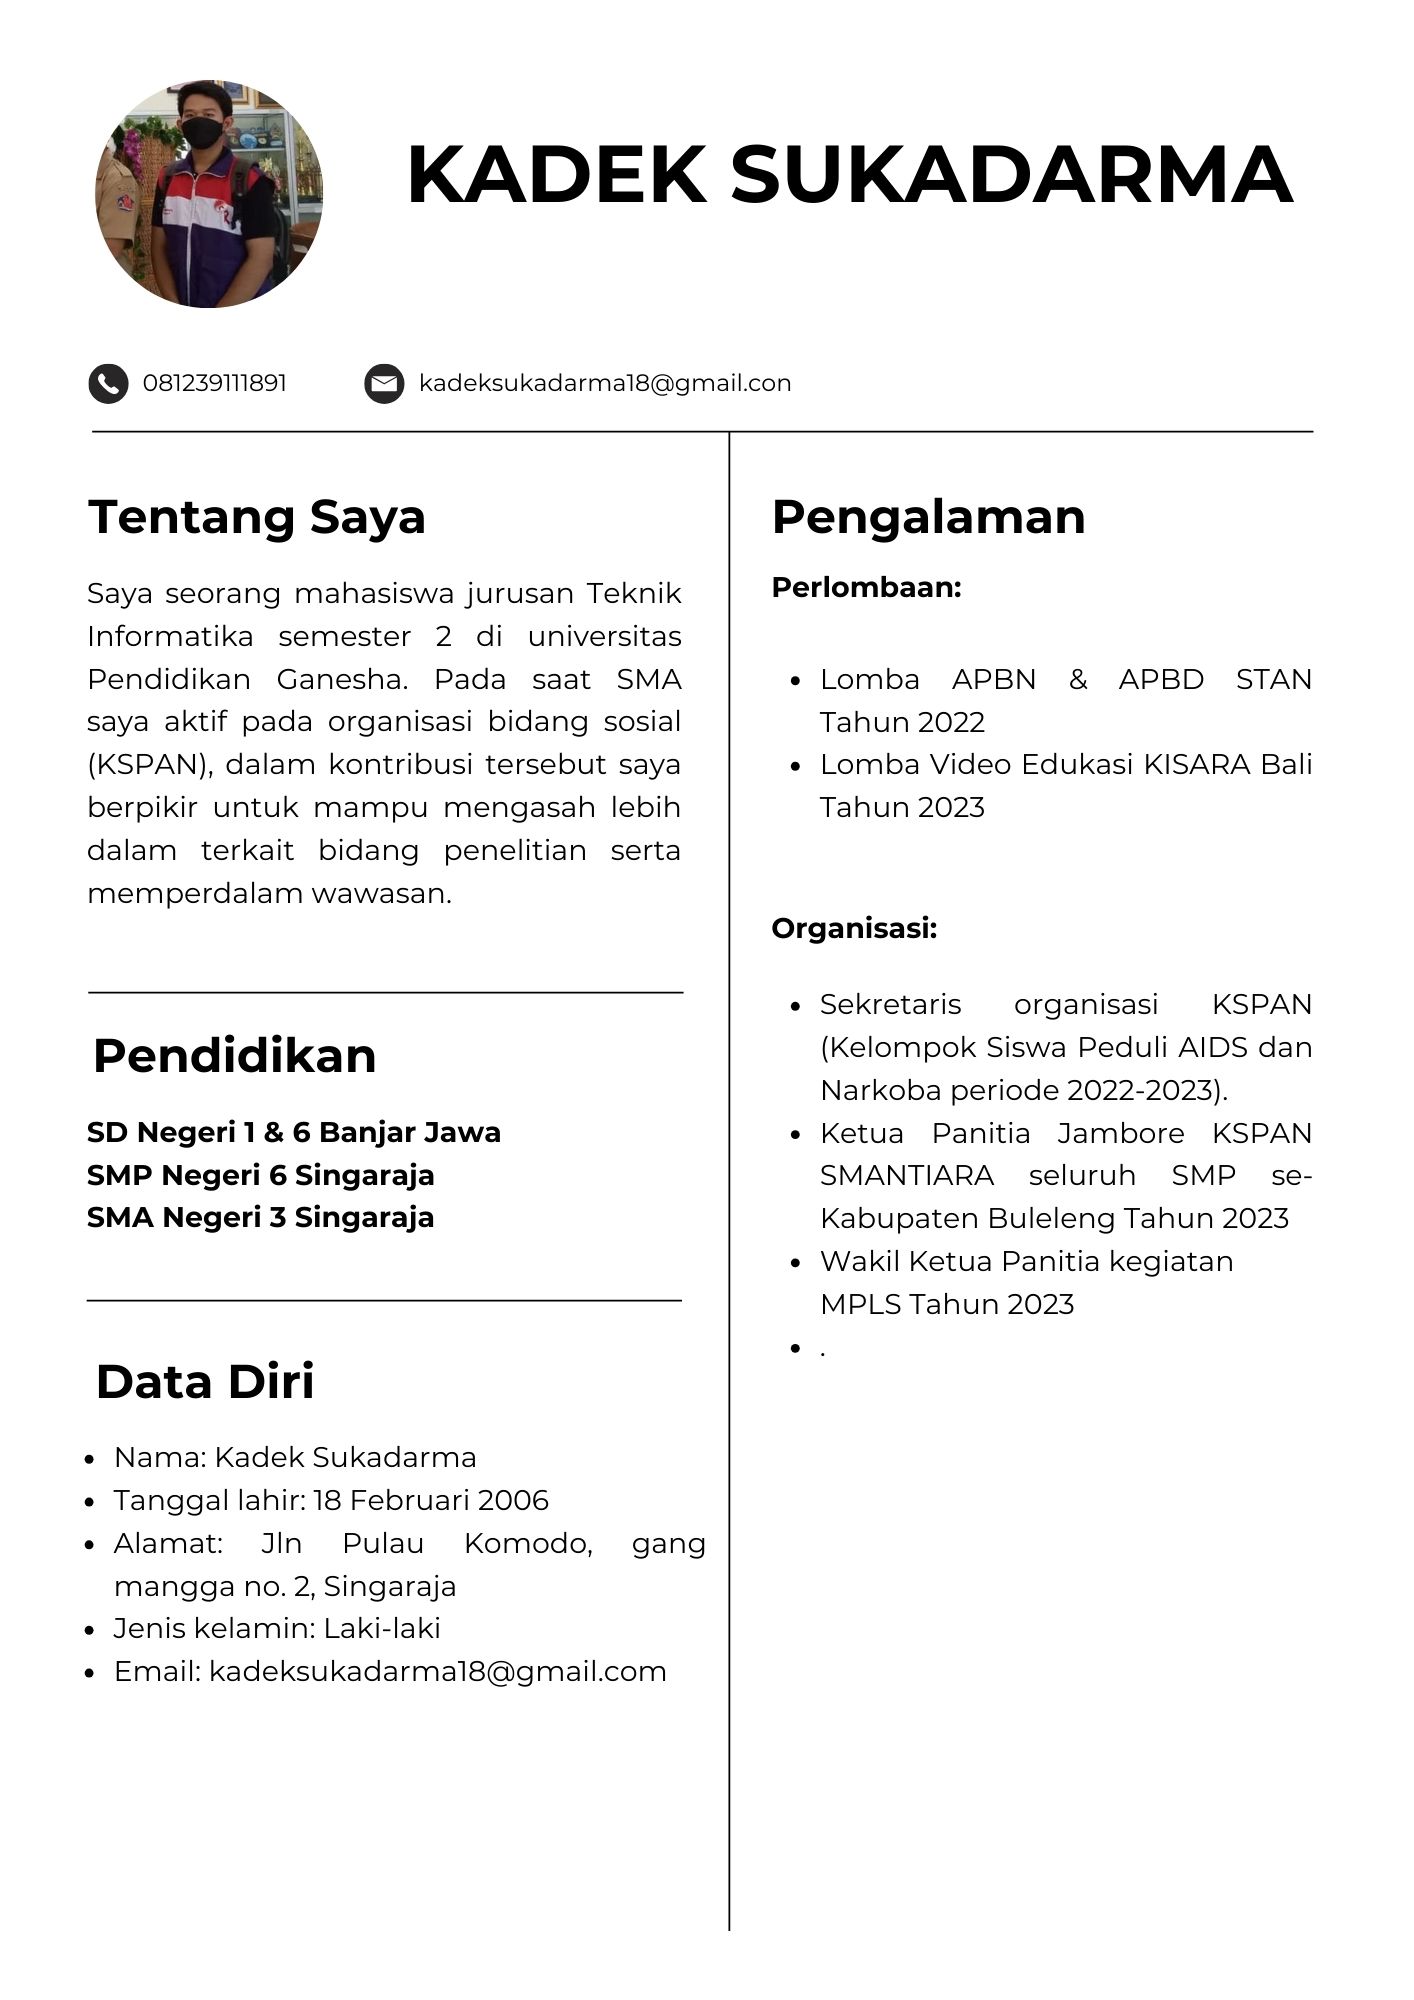 KADEK SUKADARMA
081239111891
kadeksukadarma18@gmail.con
Tentang Saya
Saya seorang mahasiswa jurusan Teknik
Informatika semester 2 di universitas
Pendidikan Ganesha. Pada saat SMA
saya aktif pada organisasi bidang sosial
(KSPAN), dalam kontribusi tersebut saya
berpikir untuk mampu mengasah lebih
dalam terkait bidang penelitian serta
memperdalam wawasan.
Pendidikan
SD Negeri 1 & 6 Banjar Jawa
SMP Negeri 6 Singaraja
SMA Negeri 3 Singaraja
Data Diri
• Nama: Kadek Sukadarma
• Tanggal lahir: 18 Februari 2006
• Alamat: Jln Pulau Komodo, gang
mangga no. 2, Singaraja
• Jenis kelamin: Laki-laki
• Email: kadeksukadarma18@gmail.com
Pengalaman
Perlombaan:
• Lomba APBN & APBD STAN
Tahun 2022
• Lomba Video Edukasi KISARA Bali
Tahun 2023
Organisasi:
• Sekretaris organisasi KSPAN
(Kelompok Siswa Peduli AIDS dan
Narkoba periode 2022-2023).
• Ketua Panitia Jambore KSPAN
SMANTIARA seluruh SMP se-
Kabupaten Buleleng Tahun 2023
• Wakil Ketua Panitia kegiatan
MPLS Tahun 2023
• .